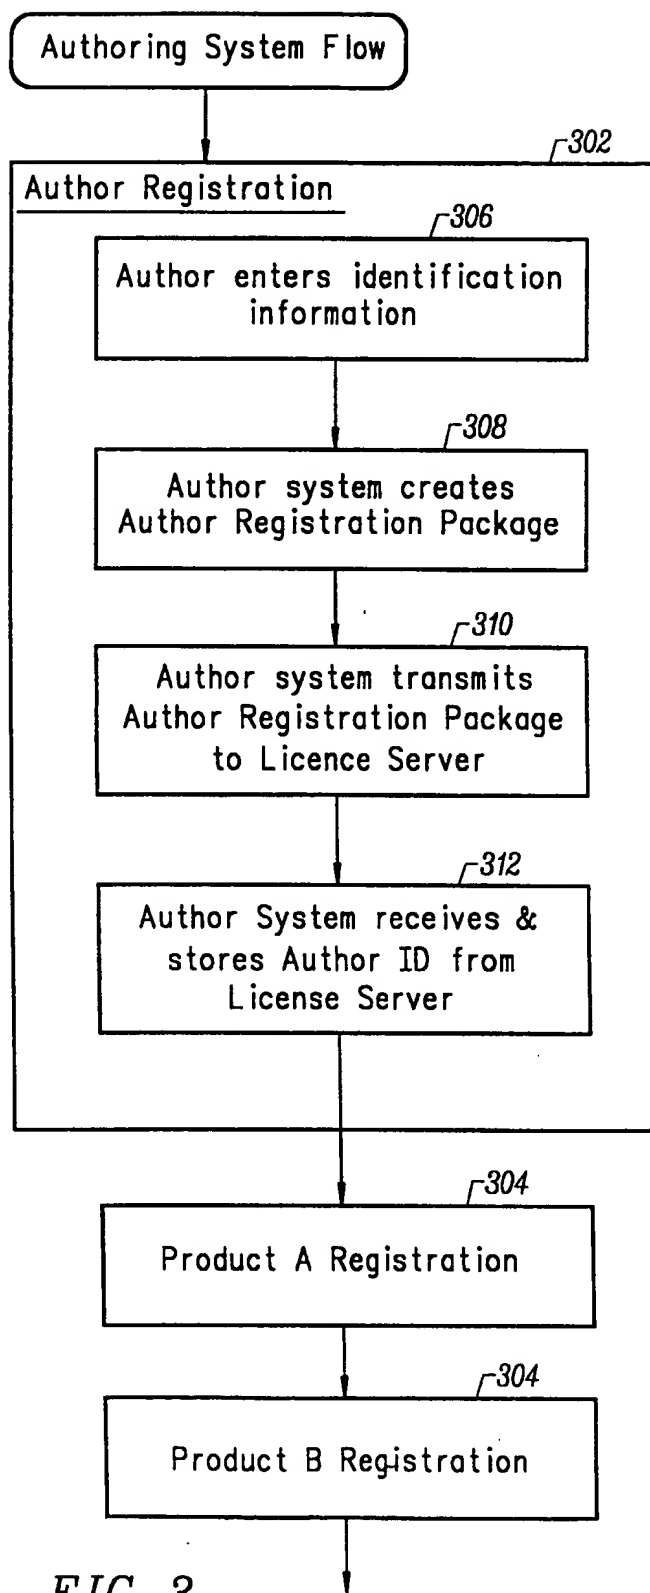 Authoring System Flow
302
Author Registration
306
Author enters identification
information
308
Author system creates
Author Registration Package
310
Author system transmits
Author Registration Package
to Licence Server
312
Author System receives &
stores Author ID from
License Server
304
Product A Registration
304
Product B Registration
FIG.